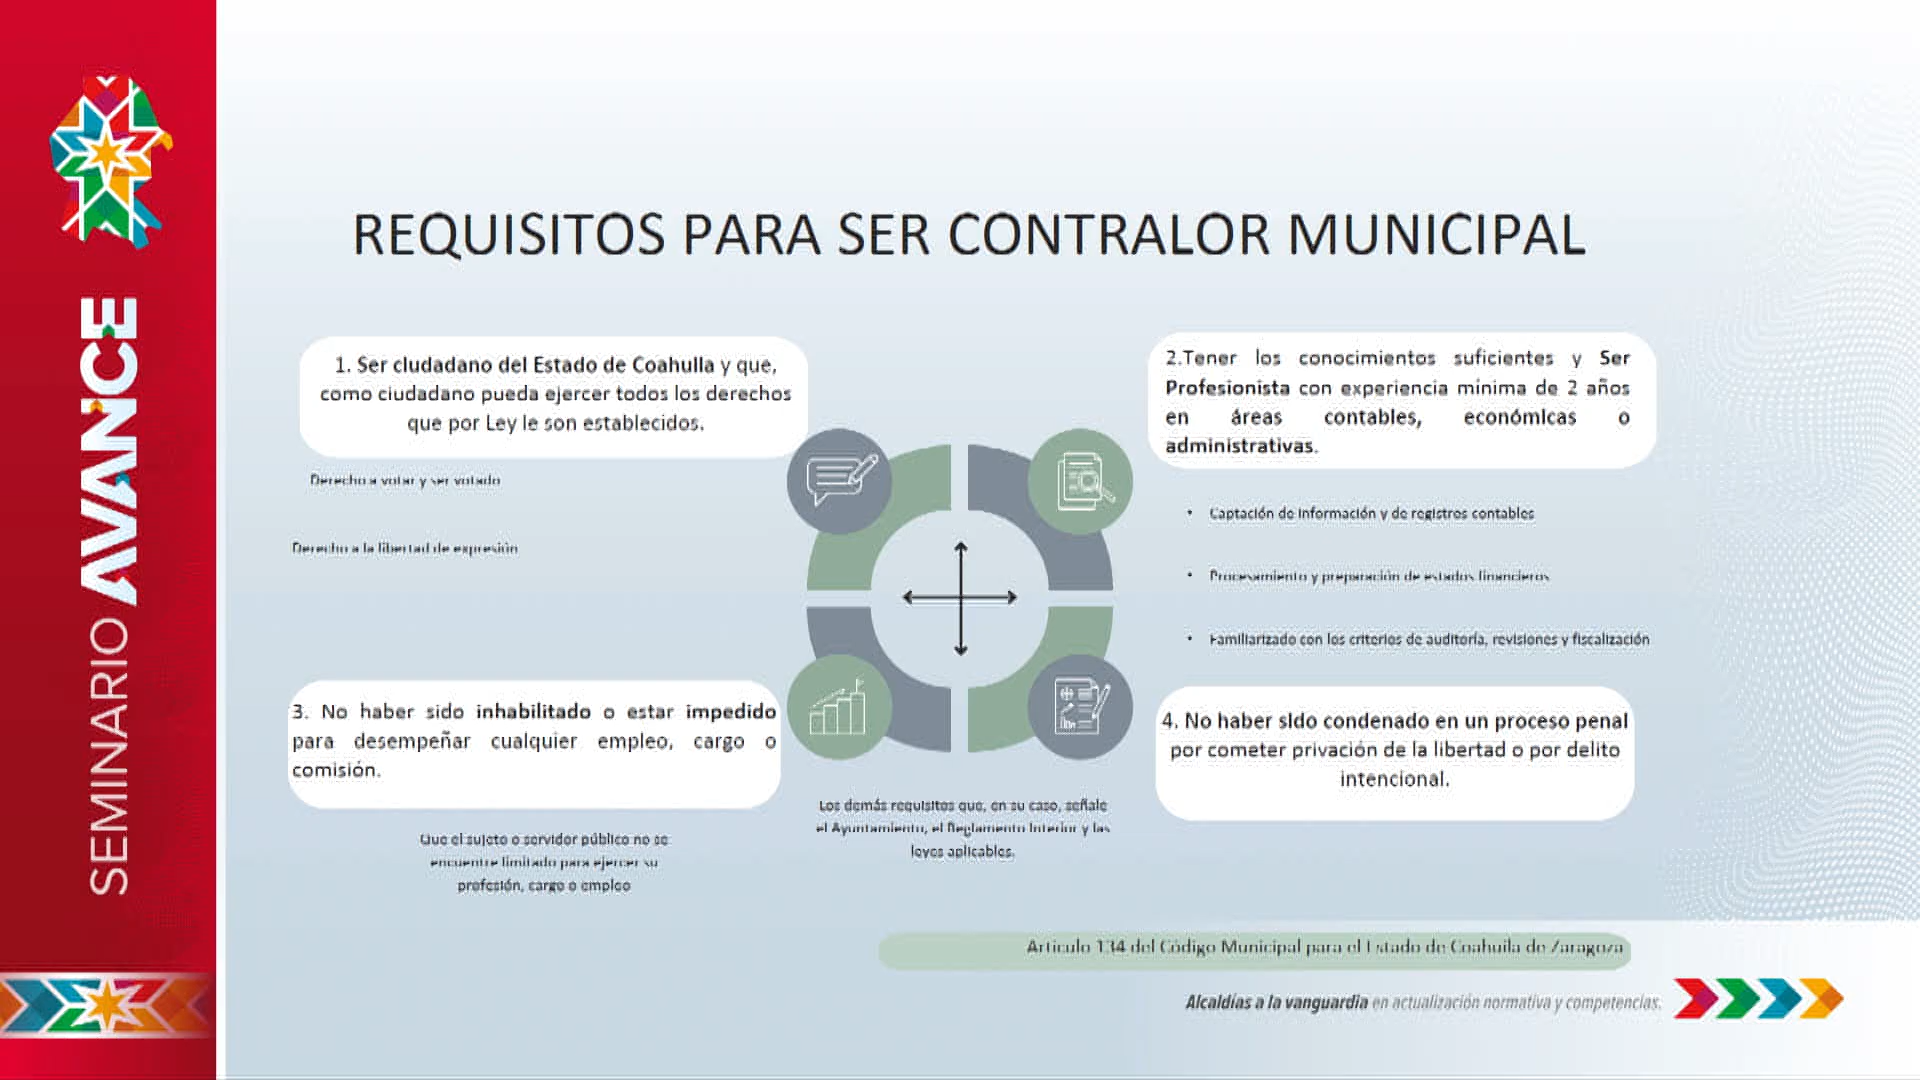 SEMINARIO AVANCE
REQUISITOS PARA SER CONTRALOR MUNICIPAL
1. Ser ciudadano del Estado de Coahuila y que,
como ciudadano pueda ejercer todos los derechos
que por Ley le son establecidos.
Derecho a votar y ser votado
Derecho a la libertad de expresión
2.Tener los conocimientos suficientes y Ser
Profesionista con experiencia mínima de 2 años
en áreas contables, económicas o
administrativas.
• Captación de información y de registros contables
• Procesamiento y preparación de estados financieros
• Familiarizado con los criterios de auditoría, revisiones y fiscalización
3. No haber sido inhabilitado o estar impedido
para desempeñar cualquier empleo, cargo o
comisión.
Que el sujeto o servidor público no se
encuentre limitado para ejercer su
profesión, cargo o empleo
Los demás requisitos que, en su caso, señale
el Ayuntamiento, el Reglamento Interior y las
leyes aplicables.
4. No haber sido condenado en un proceso penal
por cometer privación de la libertad o por delito
intencional.
Artículo 134 del Código Municipal para el Estado de Coahuila de Zaragoza
Alcaldías a la vanguardia en actualización normativa y competencias.